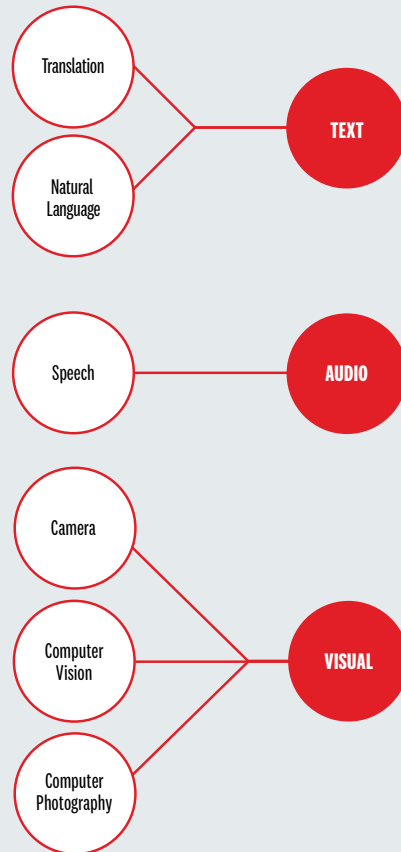 Translation
TEXT
Natural
Language
Speech
AUDIO
Camera
Computer
Vision
VISUAL
Computer
Photography